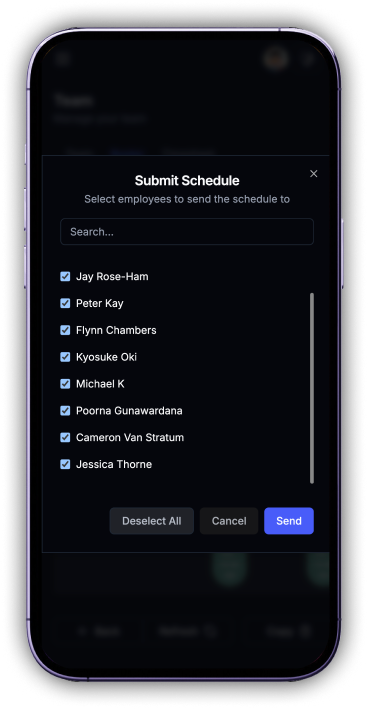 Team
Submit Schedule
Select employees to send the schedule to
Search...
Jay Rose-Ham
Peter Kay
Flynn Chambers
Kyosuke Oki
Michael K
Poorna Gunawardana
Cameron Van Stratum
Jessica Thorne
Deselect All
Cancel
Send